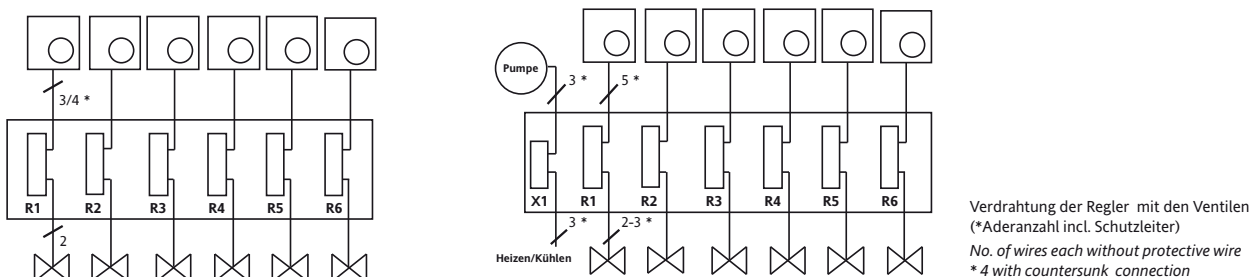 3/4 *
R1 R2 R3 R4 R5 R6
2
Pumpe
3 * 5 *
X1 R1 R2 R3 R4 R5 R6
3 * 2-3 *
Heizen/Kühlen
Verdrahtung der Regler mit den Ventilen
(*Aderanzahl incl. Schutzleiter)
No. of wires each without protective wire
* 4 with countersunk connection